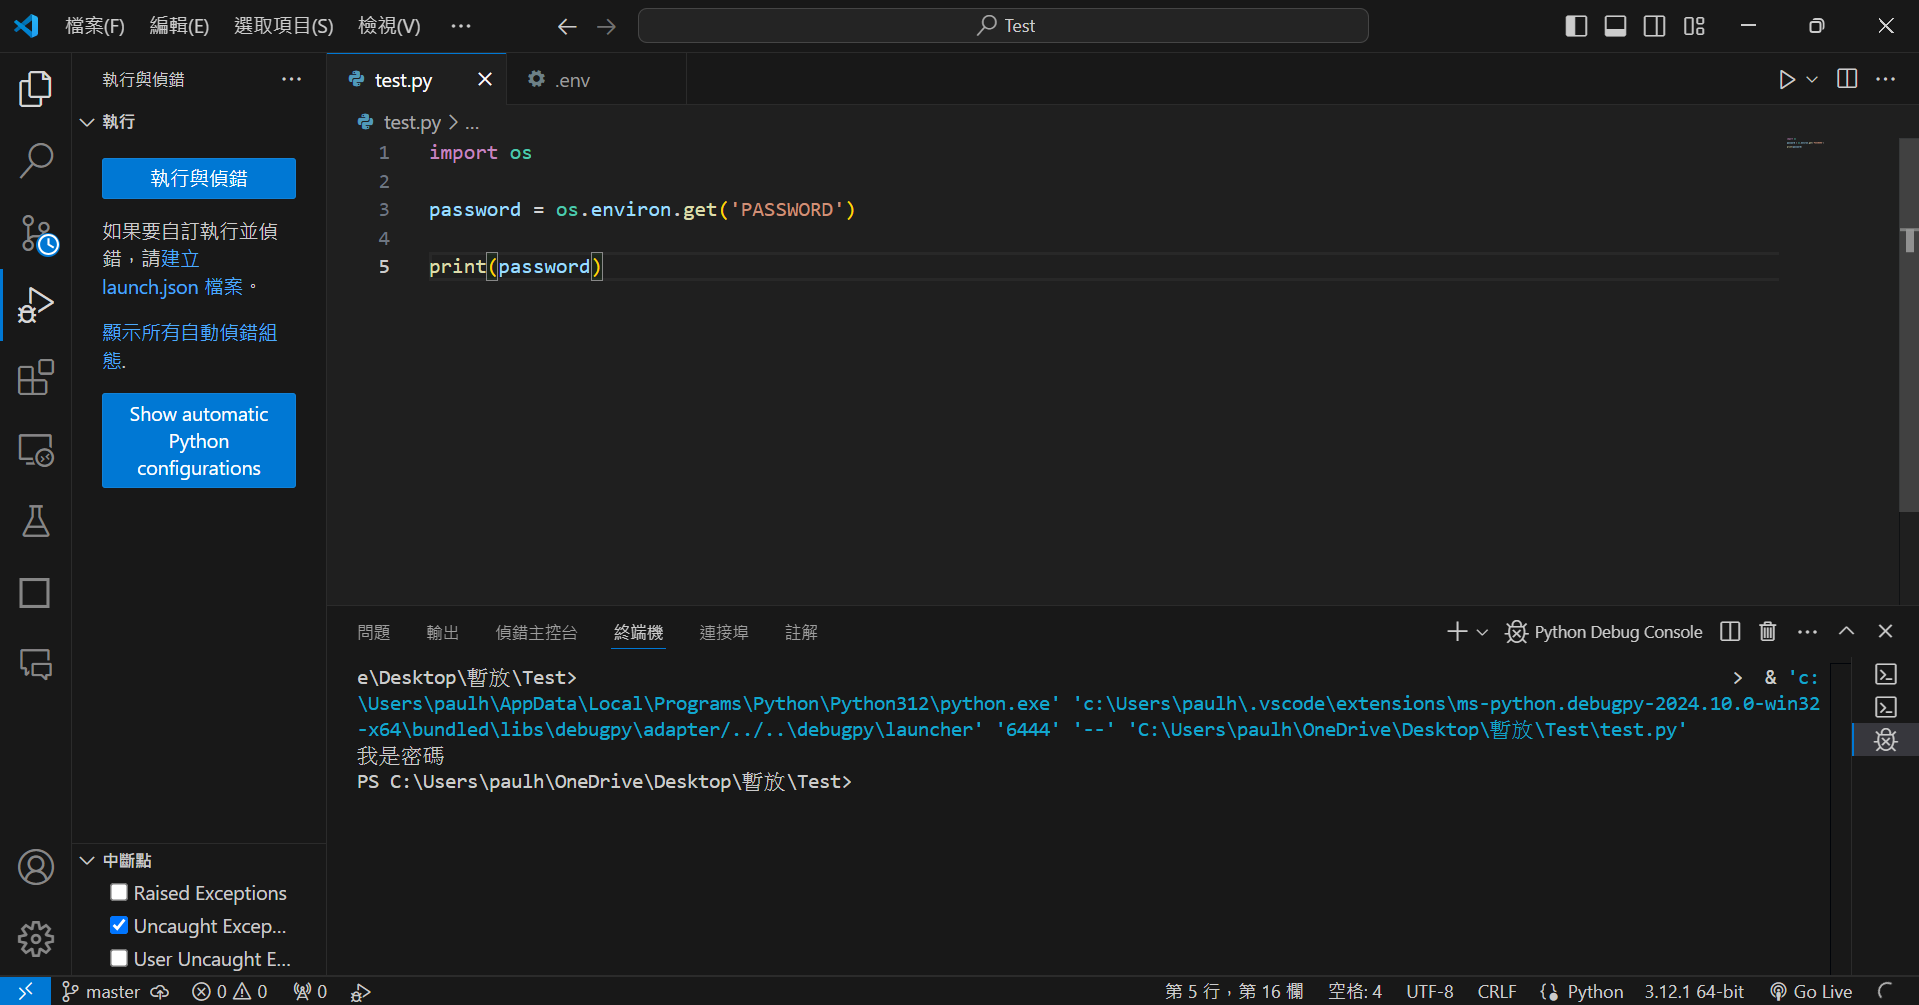 檔案(F) 編輯(E) 選取項目(S) 檢視(V) ...
Test
執行與偵錯 ...
執行
執行與偵錯
如果要自訂執行並偵
錯，請建立
launch.json 檔案。
顯示所有自動偵錯組
態.
Show automatic
Python
configurations
中斷點
Raised Exceptions
Uncaught Excep...
User Uncaught E...
test.py .env
test.py > ...
1 import os
2
3 password = os.environ.get('PASSWORD')
4
5 print(password)
問題 輸出 偵錯主控台 終端機 連接埠 註解
Python Debug Console
e\Desktop\暫放\Test> > & 'c:
\Users\paulh\AppData\Local\Programs\Python\Python312\python.exe' 'c:\Users\paulh\.vscode\extensions\ms-python.debugpy-2024.10.0-win32
-x64\bundled\libs\debugpy\adapter/../..\debugpy\launcher' '6444' '--' 'C:\Users\paulh\OneDrive\Desktop\暫放\Test\test.py'
我是密碼
PS C:\Users\paulh\OneDrive\Desktop\暫放\Test>
master 0 0 0 第 5 行，第 16 欄 空格: 4 UTF-8 CRLF Python 3.12.1 64-bit Go Live